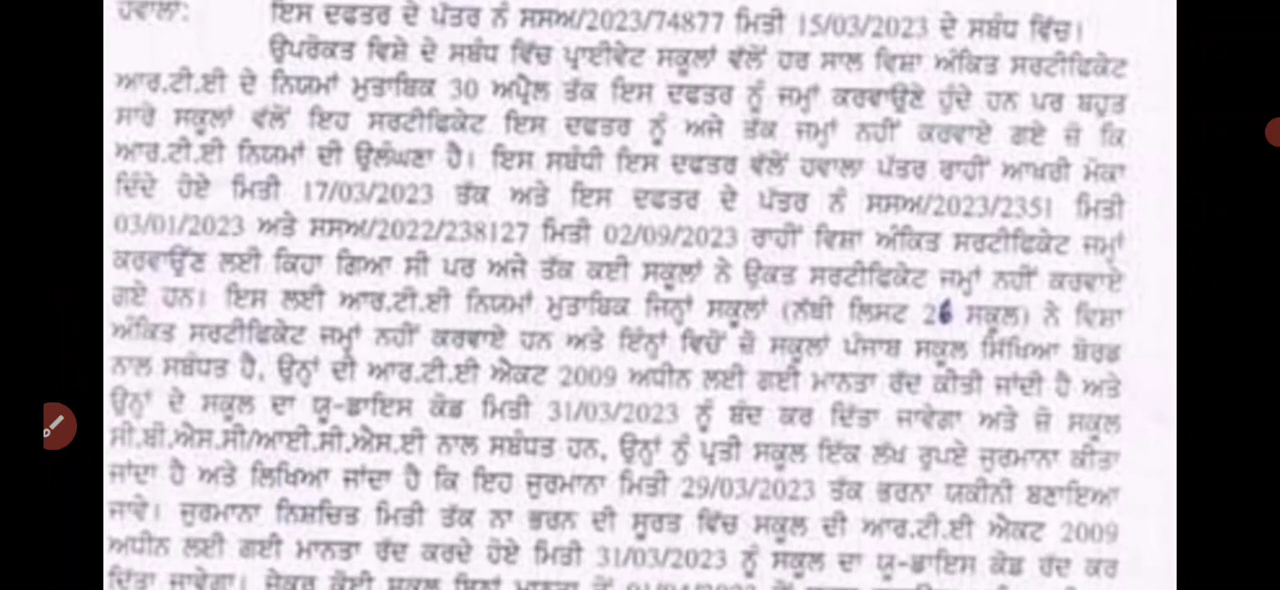 ਹਵਾਲਾ: ਇਸ ਦਫਤਰ ਦੇ ਪੱਤਰ ਨੰ ਸਸਅ/2023/74877 ਮਿਤੀ 15/03/2023 ਦੇ ਸਬੰਧ ਵਿੱਚ।
ਉਪਰੋਕਤ ਵਿਸ਼ੇ ਦੇ ਸਬੰਧ ਵਿੱਚ ਪ੍ਰਾਈਵੇਟ ਸਕੂਲਾਂ ਵੱਲੋਂ ਹਰ ਸਾਲ ਵਿਸ਼ਾ ਅੰਕਿਤ ਸਰਟੀਫਿਕੇਟ
ਆਰ.ਟੀ.ਈ ਦੇ ਨਿਯਮਾਂ ਮੁਤਾਬਿਕ 30 ਅਪ੍ਰੈਲ ਤੱਕ ਇਸ ਦਫਤਰ ਨੂੰ ਜਮ੍ਹਾਂ ਕਰਵਾਉਣੇ ਹੁੰਦੇ ਹਨ ਪਰ ਬਹੁਤ
ਸਾਰੇ ਸਕੂਲਾਂ ਵੱਲੋਂ ਇਹ ਸਰਟੀਫਿਕੇਟ ਇਸ ਦਫਤਰ ਨੂੰ ਅਜੇ ਤੱਕ ਜਮ੍ਹਾਂ ਨਹੀਂ ਕਰਵਾਏ ਗਏ ਜੋ ਕਿ
ਆਰ.ਟੀ.ਈ ਨਿਯਮਾਂ ਦੀ ਉਲੰਘਣਾ ਹੈ। ਇਸ ਸਬੰਧੀ ਇਸ ਦਫਤਰ ਵੱਲੋਂ ਹਵਾਲਾ ਪੱਤਰ ਰਾਹੀਂ ਆਖਰੀ ਮੌਕਾ
ਦਿੰਦੇ ਹੋਏ ਮਿਤੀ 17/03/2023 ਤੱਕ ਅਤੇ ਇਸ ਦਫਤਰ ਦੇ ਪੱਤਰ ਨੰ ਸਸਅ/2023/2351 ਮਿਤੀ
03/01/2023 ਅਤੇ ਸਸਅ/2022/238127 ਮਿਤੀ 02/09/2023 ਰਾਹੀਂ ਵਿਸ਼ਾ ਅੰਕਿਤ ਸਰਟੀਫਿਕੇਟ ਜਮ੍ਹਾਂ
ਕਰਵਾਉਂਣ ਲਈ ਕਿਹਾ ਗਿਆ ਸੀ ਪਰ ਅਜੇ ਤੱਕ ਕਈ ਸਕੂਲਾਂ ਨੇ ਉਕਤ ਸਰਟੀਫਿਕੇਟ ਜਮ੍ਹਾਂ ਨਹੀਂ ਕਰਵਾਏ
ਗਏ ਹਨ। ਇਸ ਲਈ ਆਰ.ਟੀ.ਈ ਨਿਯਮਾਂ ਮੁਤਾਬਿਕ ਜਿਨ੍ਹਾਂ ਸਕੂਲਾਂ (ਨੱਥੀ ਲਿਸਟ 26 ਸਕੂਲ) ਨੇ ਵਿਸ਼ਾ
ਅੰਕਿਤ ਸਰਟੀਫਿਕੇਟ ਜਮ੍ਹਾਂ ਨਹੀਂ ਕਰਵਾਏ ਹਨ ਅਤੇ ਇੰਨ੍ਹਾਂ ਵਿਚੋਂ ਜੋ ਸਕੂਲਾਂ ਪੰਜਾਬ ਸਕੂਲ ਸਿੱਖਿਆ ਬੋਰਡ
ਨਾਲ ਸਬੰਧਤ ਹੈ, ਉਨ੍ਹਾਂ ਦੀ ਆਰ.ਟੀ.ਈ ਐਕਟ 2009 ਅਧੀਨ ਲਈ ਗਈ ਮਾਨਤਾ ਰੱਦ ਕੀਤੀ ਜਾਂਦੀ ਹੈ ਅਤੇ
ਉਨ੍ਹਾਂ ਦੇ ਸਕੂਲ ਦਾ ਯੂ-ਡਾਇਸ ਕੋਡ ਮਿਤੀ 31/03/2023 ਨੂੰ ਬੰਦ ਕਰ ਦਿੱਤਾ ਜਾਵੇਗਾ ਅਤੇ ਜੋ ਸਕੂਲ
ਸੀ.ਬੀ.ਐਸ.ਸੀ/ਆਈ.ਸੀ.ਐਸ.ਈ ਨਾਲ ਸਬੰਧਤ ਹਨ, ਉਨ੍ਹਾਂ ਨੂੰ ਪ੍ਰਤੀ ਸਕੂਲ ਇੱਕ ਲੱਖ ਰੁਪਏ ਜੁਰਮਾਨਾ ਕੀਤਾ
ਜਾਂਦਾ ਹੈ ਅਤੇ ਲਿਖਿਆ ਜਾਂਦਾ ਹੈ ਕਿ ਇਹ ਜੁਰਮਾਨਾ ਮਿਤੀ 29/03/2023 ਤੱਕ ਭਰਨਾ ਯਕੀਨੀ ਬਣਾਇਆ
ਜਾਵੇ। ਜੁਰਮਾਨਾ ਨਿਸ਼ਚਿਤ ਮਿਤੀ ਤੱਕ ਨਾ ਭਰਨ ਦੀ ਸੂਰਤ ਵਿੱਚ ਸਕੂਲ ਦੀ ਆਰ.ਟੀ.ਈ ਐਕਟ 2009
ਅਧੀਨ ਲਈ ਗਈ ਮਾਨਤਾ ਰੱਦ ਕਰਦੇ ਹੋਏ ਮਿਤੀ 31/03/2023 ਨੂੰ ਸਕੂਲ ਦਾ ਯੂ-ਡਾਇਸ ਕੋਡ ਰੱਦ ਕਰ
ਦਿੱਤਾ ਜਾਵੇਗਾ। ਜੇਕਰ ਕੋਈ ਸਕੂਲ ਬਿਨਾਂ ਮਾਨਤਾ